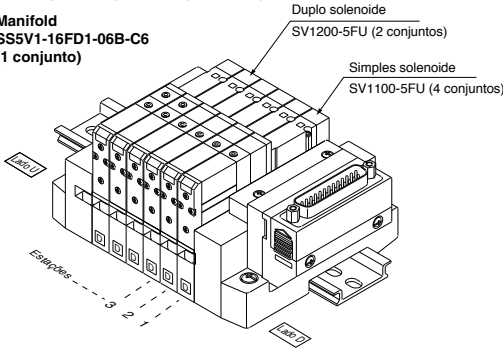 Duplo solenoide
SV1200-5FU (2 conjuntos)
Manifold
SS5V1-16FD1-06B-C6
(1 conjunto)
Simples solenoide
SV1100-5FU (4 conjuntos)
Lado U
Estações
3
2
1
Lado D